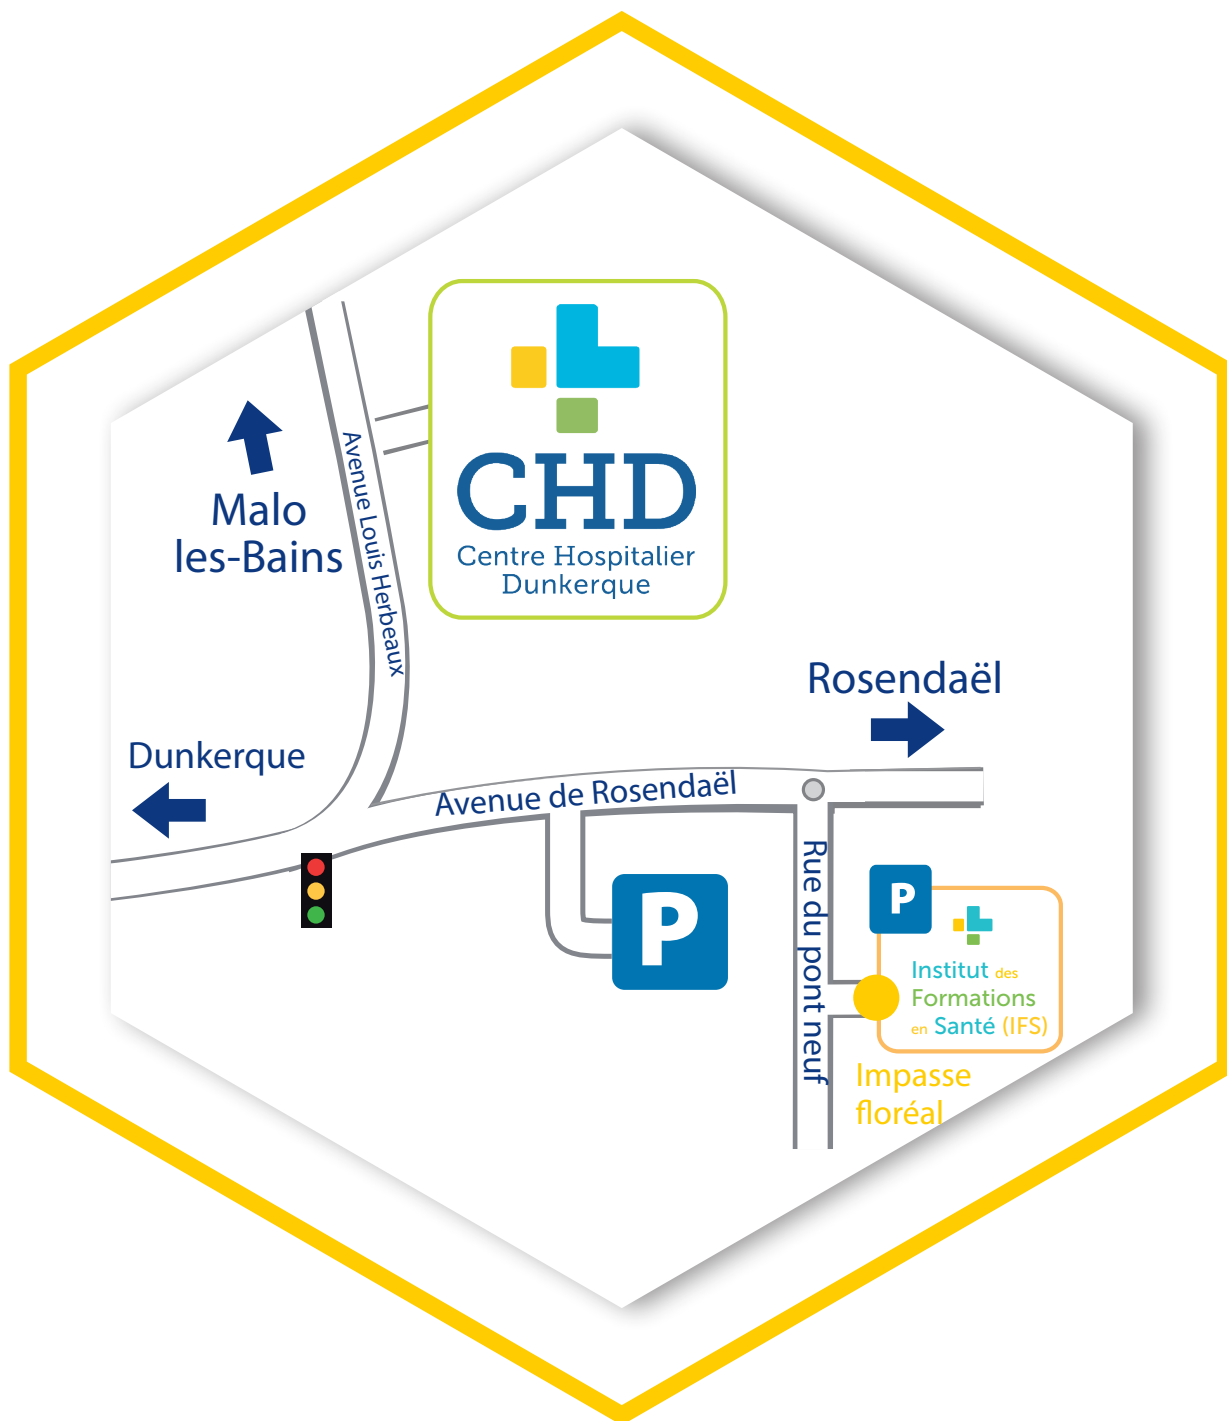 CHD
Centre Hospitalier
Dunkerque
Avenue Louis Herbeaux
Malo
les-Bains
Rosendaël
Dunkerque
Avenue de Rosendaël
Rue du pont neuf
P
P
Institut des
Formations
en Santé (IFS)
Impasse
floréal